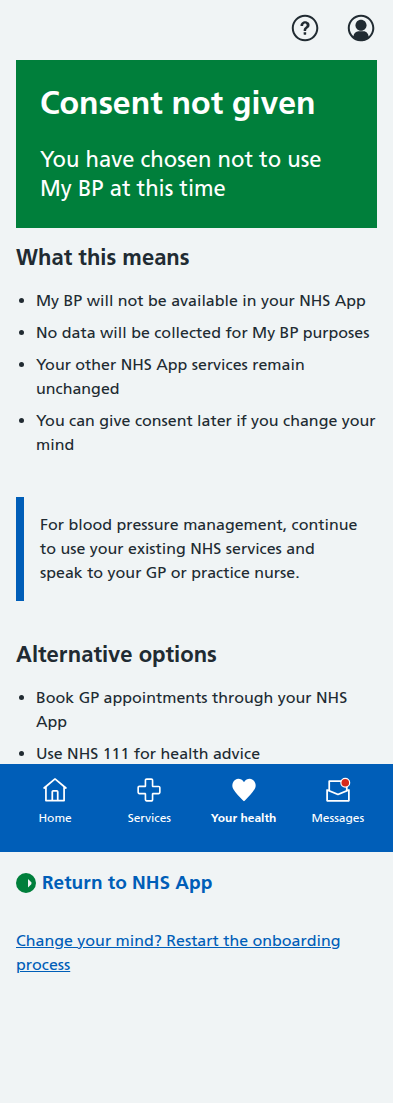 ?
Consent not given
You have chosen not to use
My BP at this time
What this means
My BP will not be available in your NHS App
No data will be collected for My BP purposes
Your other NHS App services remain
unchanged
You can give consent later if you change your
mind
For blood pressure management, continue
to use your existing NHS services and
speak to your GP or practice nurse.
Alternative options
Book GP appointments through your NHS
App
Use NHS 111 for health advice
Home Services Your health Messages
Return to NHS App
Change your mind? Restart the onboarding
process